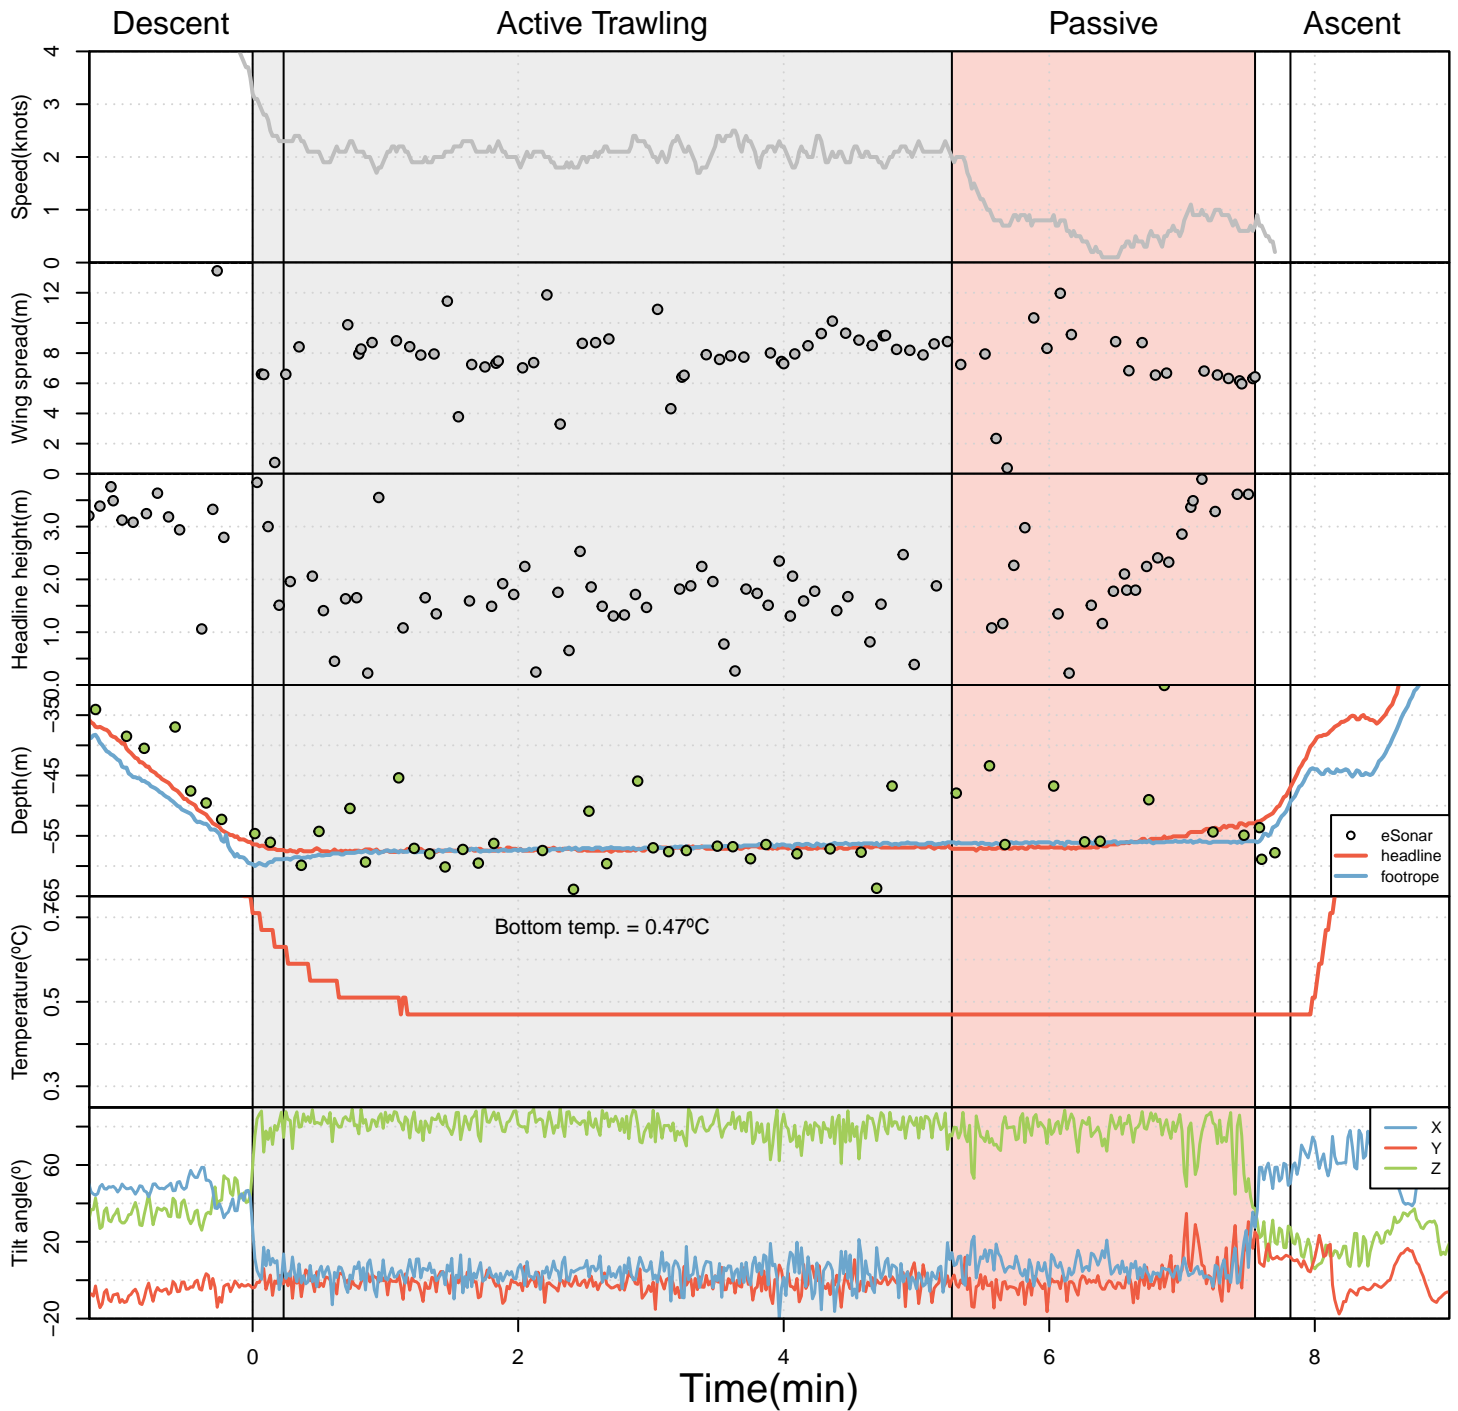 Descent Active Trawling Passive Ascent
Speed(knots)
4
3
2
1
0
Wing spread(m)
12
8
6
4
2
0
Headline height(m)
3.0
2.0
1.0
0.0
Depth(m)
−35
−45
−55
−65
eSonar
headline
footrope
Temperature(ºC)
0.7
0.5
0.3
Bottom temp. = 0.47ºC
Tilt angle(º)
60
20
−20
X
Y
Z
0 2 4 6 8
Time(min)